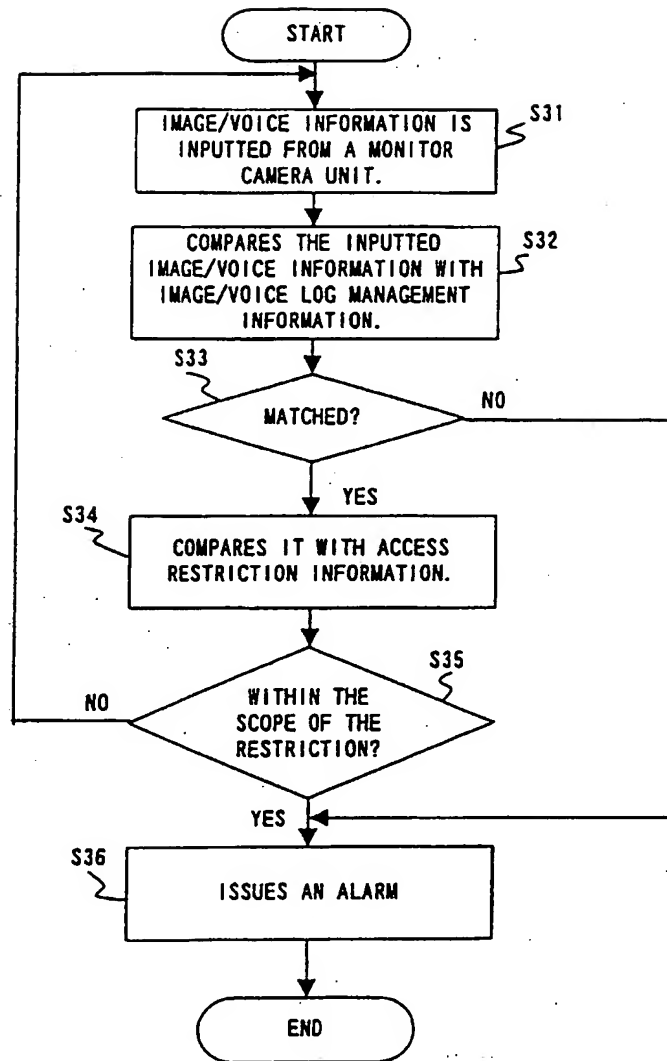 START
IMAGE/VOICE INFORMATION IS
INPUTTED FROM A MONITOR
CAMERA UNIT.
S31
COMPARES THE INPUTTED
IMAGE/VOICE INFORMATION WITH
IMAGE/VOICE LOG MANAGEMENT
INFORMATION.
S32
S33
MATCHED?
NO
YES
S34
COMPARES IT WITH ACCESS
RESTRICTION INFORMATION.
S35
NO
WITHIN THE
SCOPE OF THE
RESTRICTION?
YES
S36
ISSUES AN ALARM
END